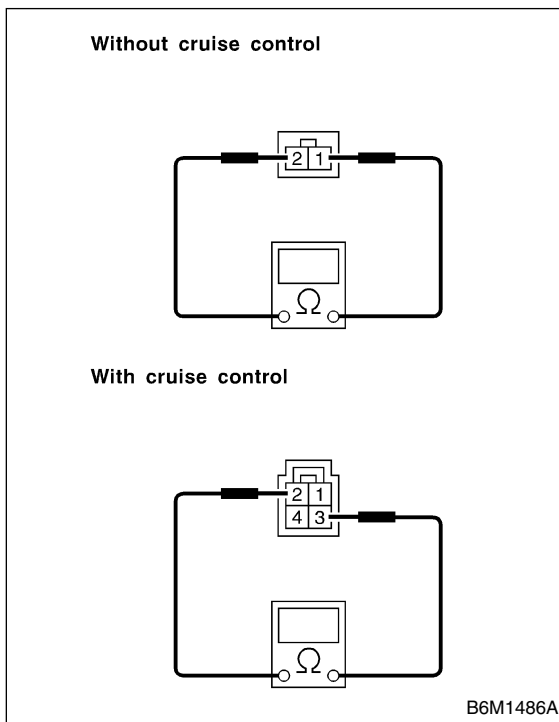 Without cruise control
2 1
Ω
With cruise control
2 1
4 3
Ω
B6M1486A